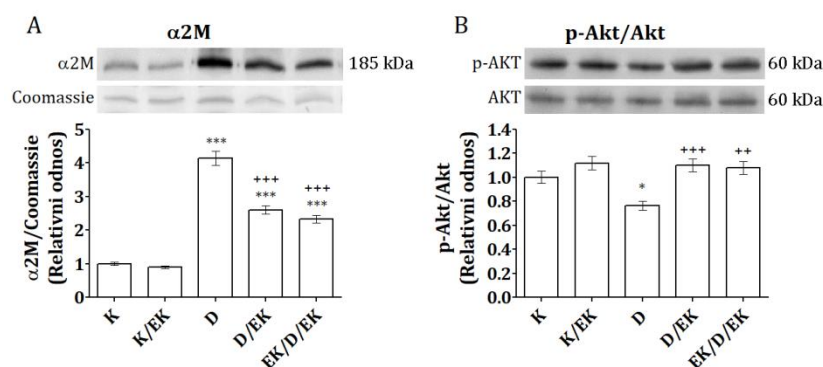 A
α2M
α2M
185 kDa
Coomassie
α2M/Coomassie
(Relativni odnos)
5
4
3
2
1
0
***
+++
***
+++
***
K
K/EK
D
D/EK
EK/D/EK
B
p-Akt/Akt
p-AKT
60 kDa
AKT
60 kDa
p-Akt/Akt
(Relativni odnos)
1.4
1.2
1.0
0.8
0.6
0.4
0.2
0.0
*
+++
++
K
K/EK
D
D/EK
EK/D/EK